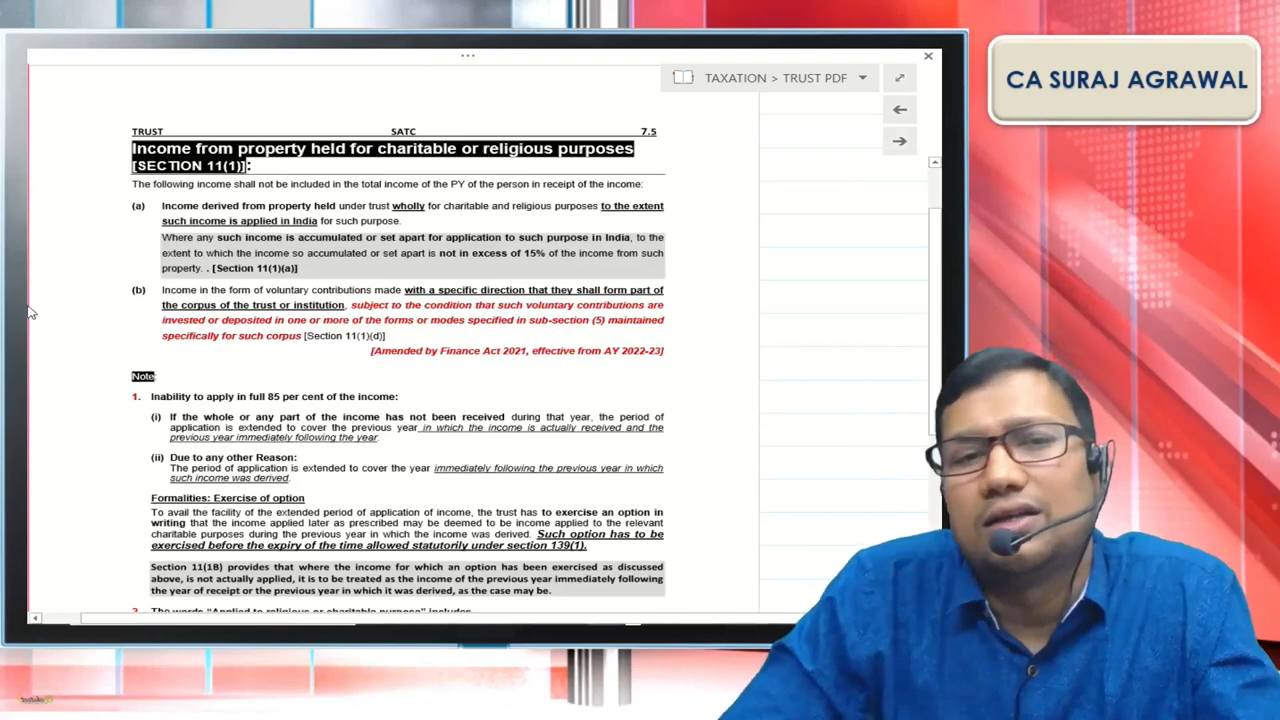 CA SURAJ AGRAWAL
TAXATION > TRUST PDF
TRUST SATC 7.5
Income from property held for charitable or religious purposes
[SECTION 11(1)]:
The following income shall not be included in the total income of the PY of the person in receipt of the income:
(a) Income derived from property held under trust wholly for charitable and religious purposes to the extent
such income is applied in India for such purpose.
Where any such income is accumulated or set apart for application to such purpose in India, to the
extent to which the income so accumulated or set apart is not in excess of 15% of the income from such
property. . [Section 11(1)(a)]
(b) Income in the form of voluntary contributions made with a specific direction that they shall form part of
the corpus of the trust or institution, subject to the condition that such voluntary contributions are
invested or deposited in one or more of the forms or modes specified in sub-section (5) maintained
specifically for such corpus [Section 11(1)(d)]
[Amended by Finance Act 2021, effective from AY 2022-23]
Note:
1. Inability to apply in full 85 per cent of the income:
(i) If the whole or any part of the income has not been received during that year, the period of
application is extended to cover the previous year in which the income is actually received and the
previous year immediately following the year.
(ii) Due to any other Reason:
The period of application is extended to cover the year immediately following the previous year in which
such income was derived.
Formalities: Exercise of option
To avail the facility of the extended period of application of income, the trust has to exercise an option in
writing that the income applied later as prescribed may be deemed to be income applied to the relevant
charitable purposes during the previous year in which the income was derived. Such option has to be
exercised before the expiry of the time allowed statutorily under section 139(1).
Section 11(1B) provides that where the income for which an option has been exercised as discussed
above, is not actually applied, it is to be treated as the income of the previous year immediately following
the year of receipt or the previous year in which it was derived, as the case may be.
2. The words "Applied to religious or charitable purpose" includes